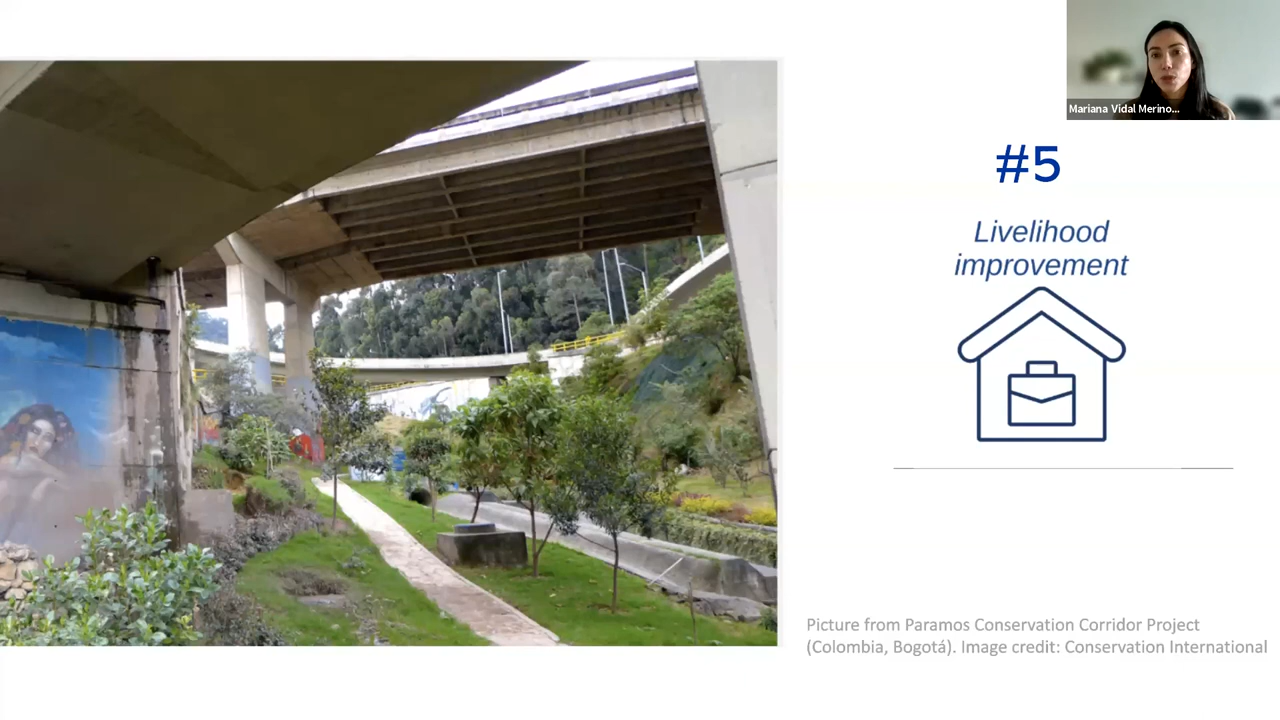 Mariana Vidal Merino...
#5
Livelihood
improvement
Picture from Paramos Conservation Corridor Project
(Colombia, Bogotá). Image credit: Conservation International